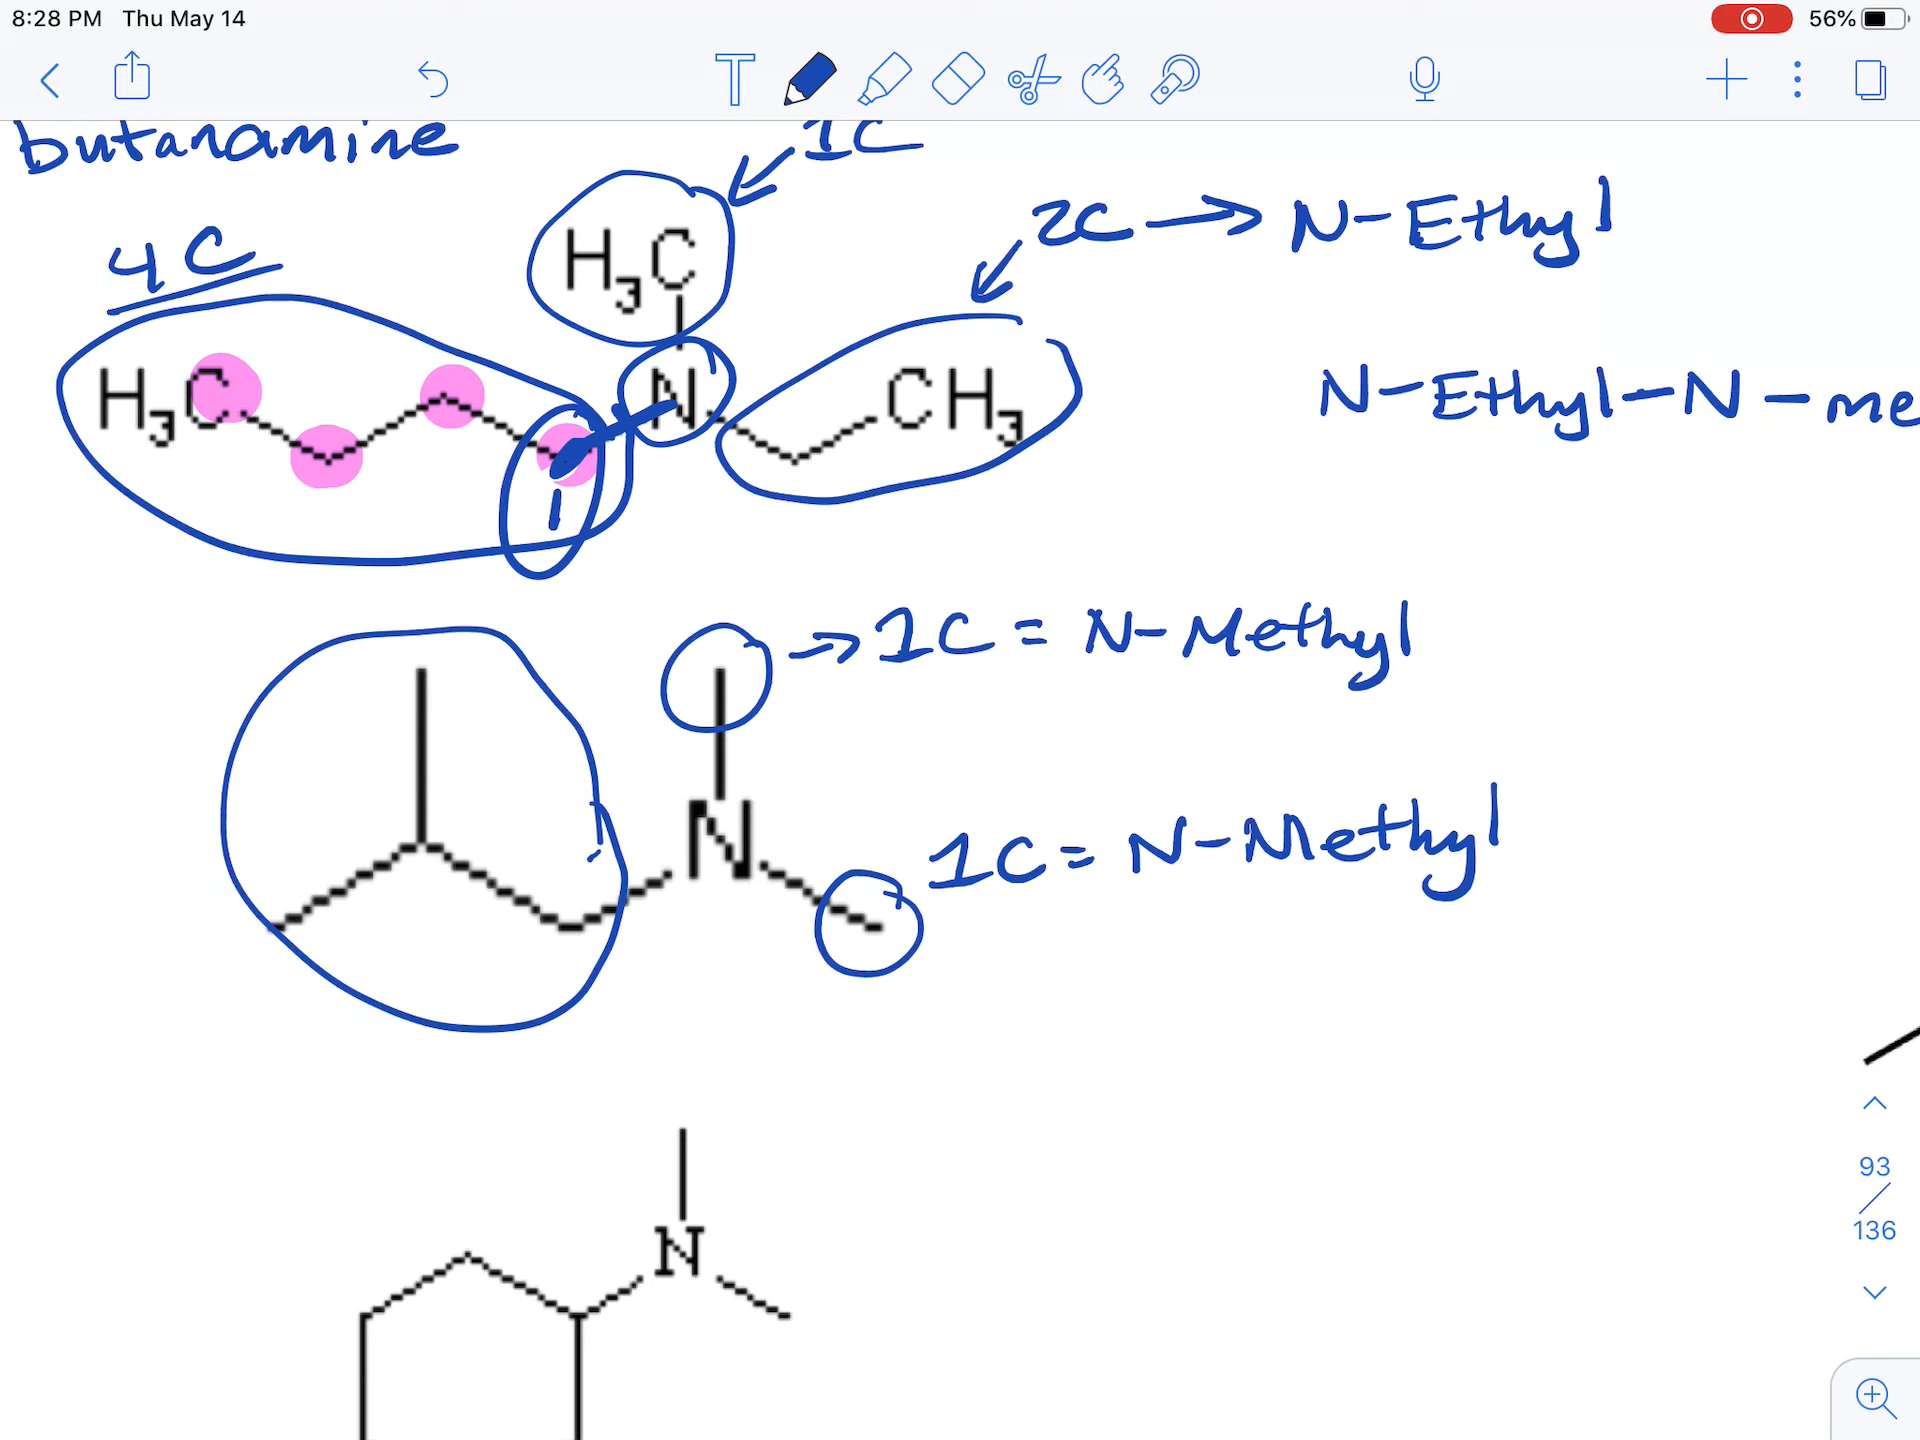 8:28 PM Thu May 14
56%
T
butanamine
1C
H3C
2C → N-Ethyl
4C
H3C
N
CH3
N-Ethyl-N-me
1
→ 1C = N-Methyl
N
1C = N-Methyl
N
93
/
136